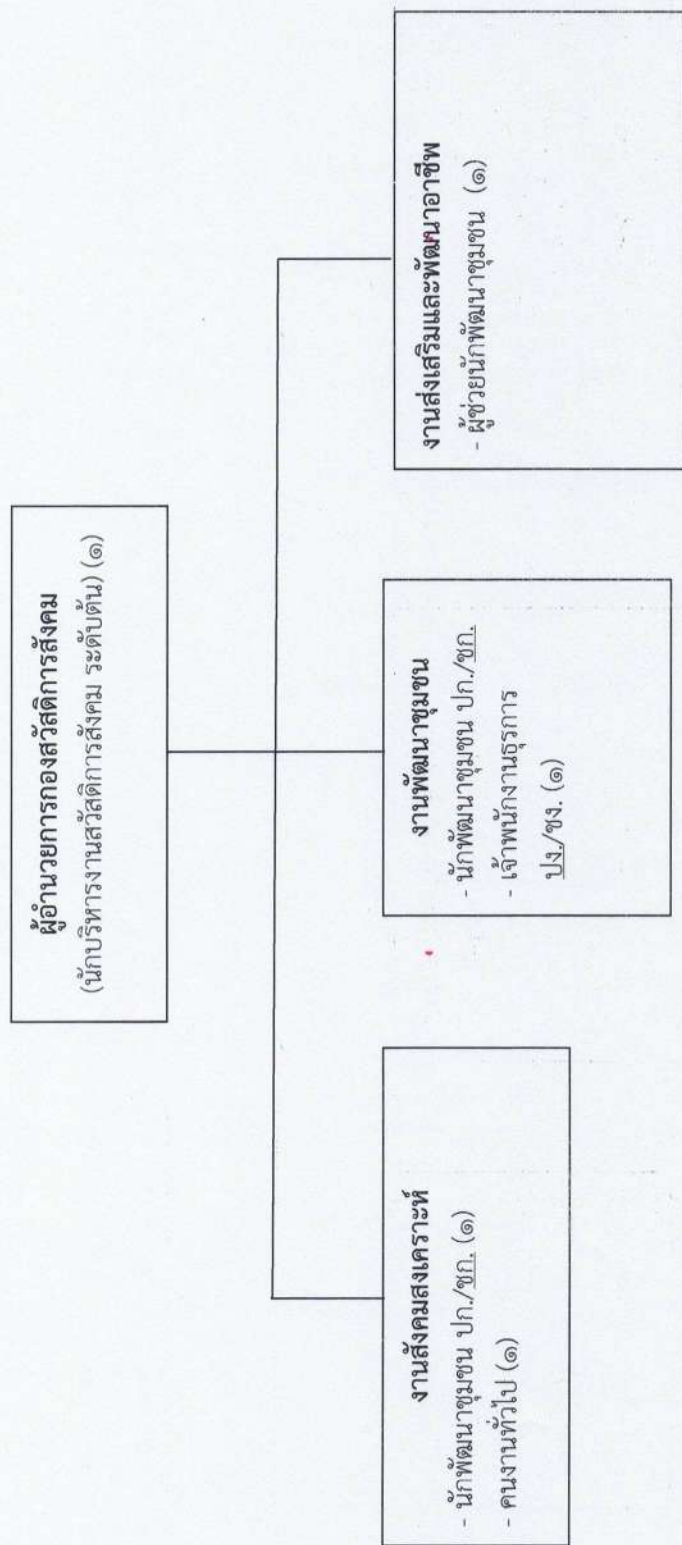 ผู้อำนวยการกองสวัสดิการสังคม
(นักบริหารงานสวัสดิการสังคม ระดับต้น) (๑)
งานสังคมสงเคราะห์
- นักพัฒนาชุมชน ปก./ชก. (๑)
- คนงานทั่วไป (๑)
งานพัฒนาชุมชน
- นักพัฒนาชุมชน ปก./ชก.
- เจ้าพนักงานธุรการ
ปง./ชง. (๑)
งานส่งเสริมและพัฒนาอาชีพ
- ผู้ช่วยนักพัฒนาชุมชน (๑)